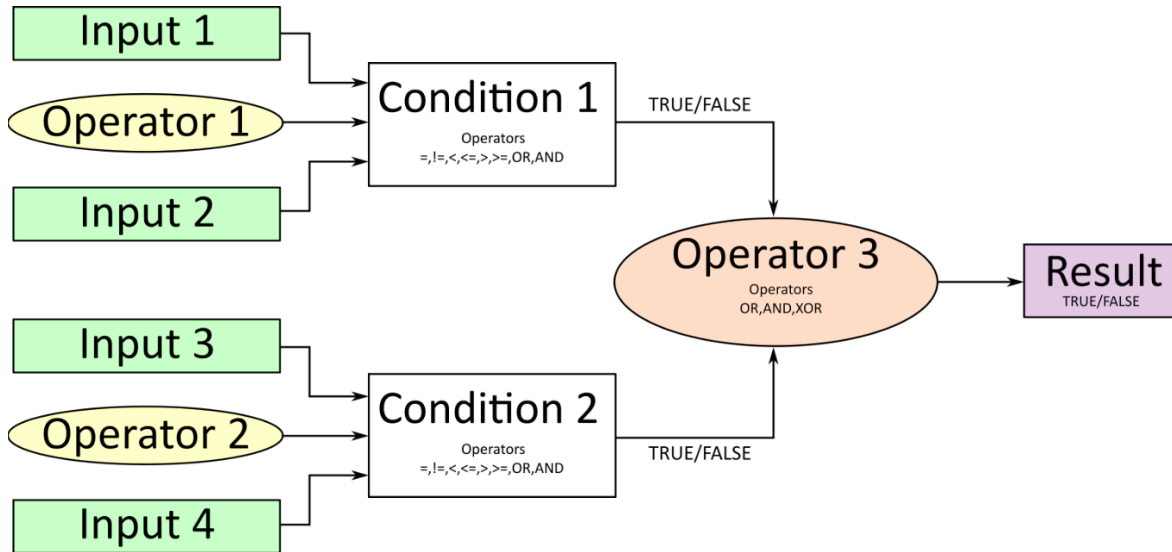 Input 1
Operator 1
Input 2
Condition 1
Operators
=,!=,<,<=,>,>=,OR,AND
TRUE/FALSE
Input 3
Operator 2
Input 4
Condition 2
Operators
=,!=,<,<=,>,>=,OR,AND
TRUE/FALSE
Operator 3
Operators
OR,AND,XOR
Result
TRUE/FALSE